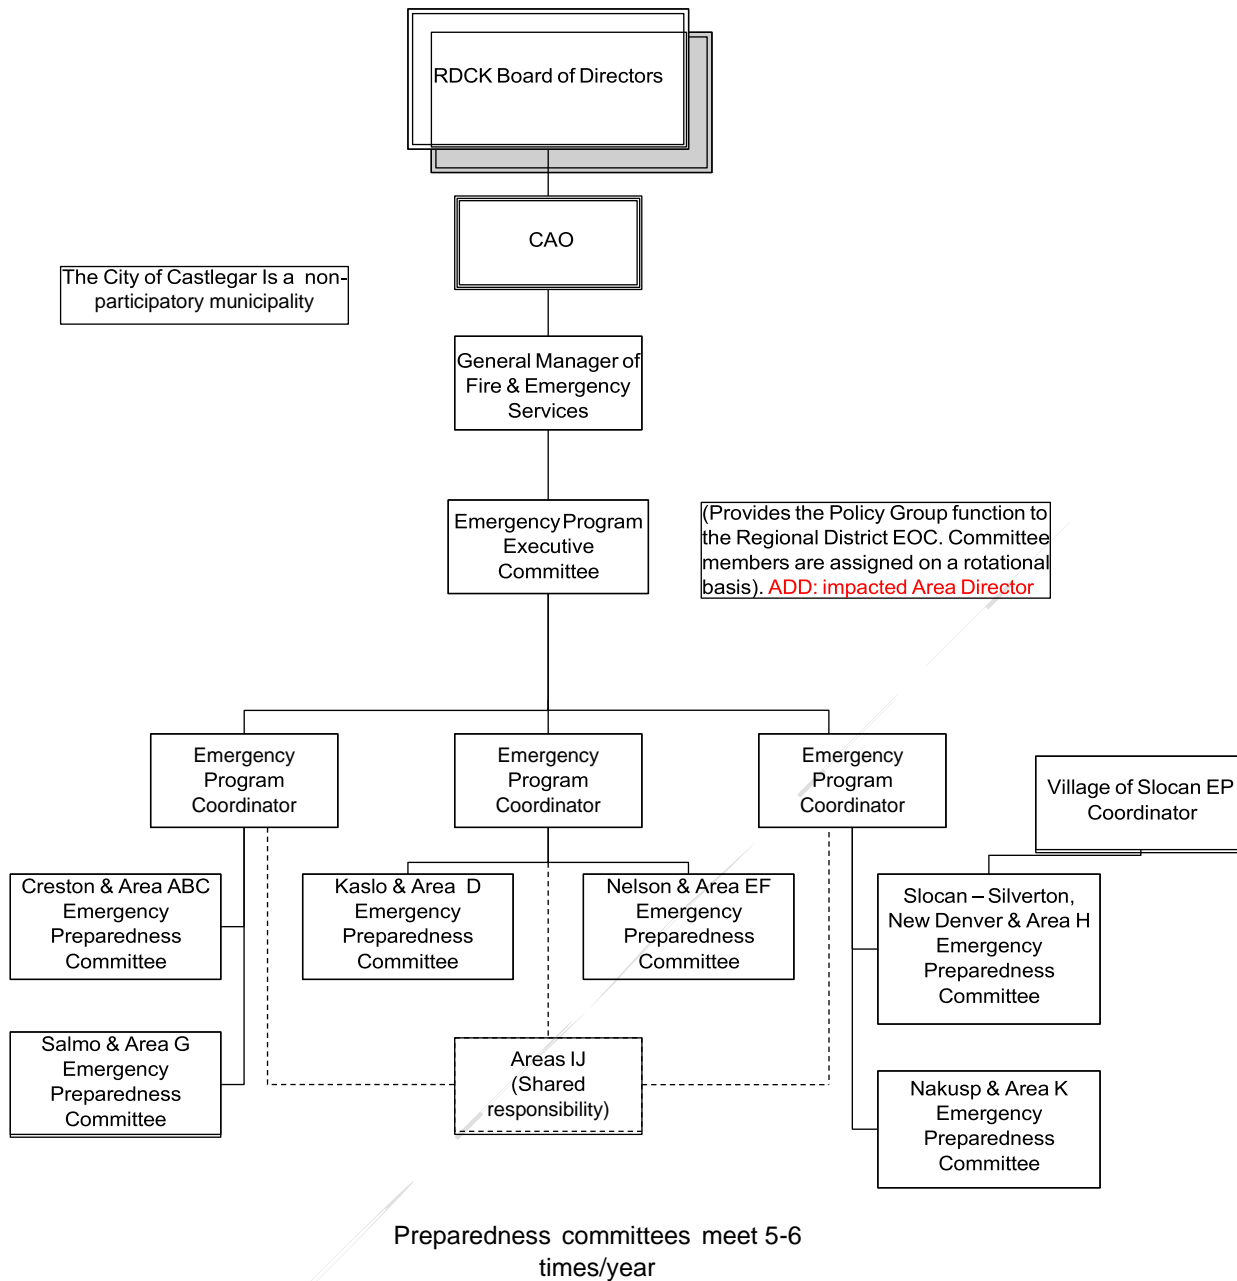 RDCK Board of Directors
CAO
The City of Castlegar Is a non-
participatory municipality
General Manager of
Fire & Emergency
Services
Emergency Program
Executive
Committee
(Provides the Policy Group function to
the Regional District EOC. Committee
members are assigned on a rotational
basis). ADD: impacted Area Director
Emergency
Program
Coordinator
Emergency
Program
Coordinator
Emergency
Program
Coordinator
Village of Slocan EP
Coordinator
Creston & Area ABC
Emergency
Preparedness
Committee
Kaslo & Area D
Emergency
Preparedness
Committee
Nelson & Area EF
Emergency
Preparedness
Committee
Slocan – Silverton,
New Denver & Area H
Emergency
Preparedness
Committee
Salmo & Area G
Emergency
Preparedness
Committee
Areas IJ
(Shared
responsibility)
Nakusp & Area K
Emergency
Preparedness
Committee
Preparedness committees meet 5-6
times/year